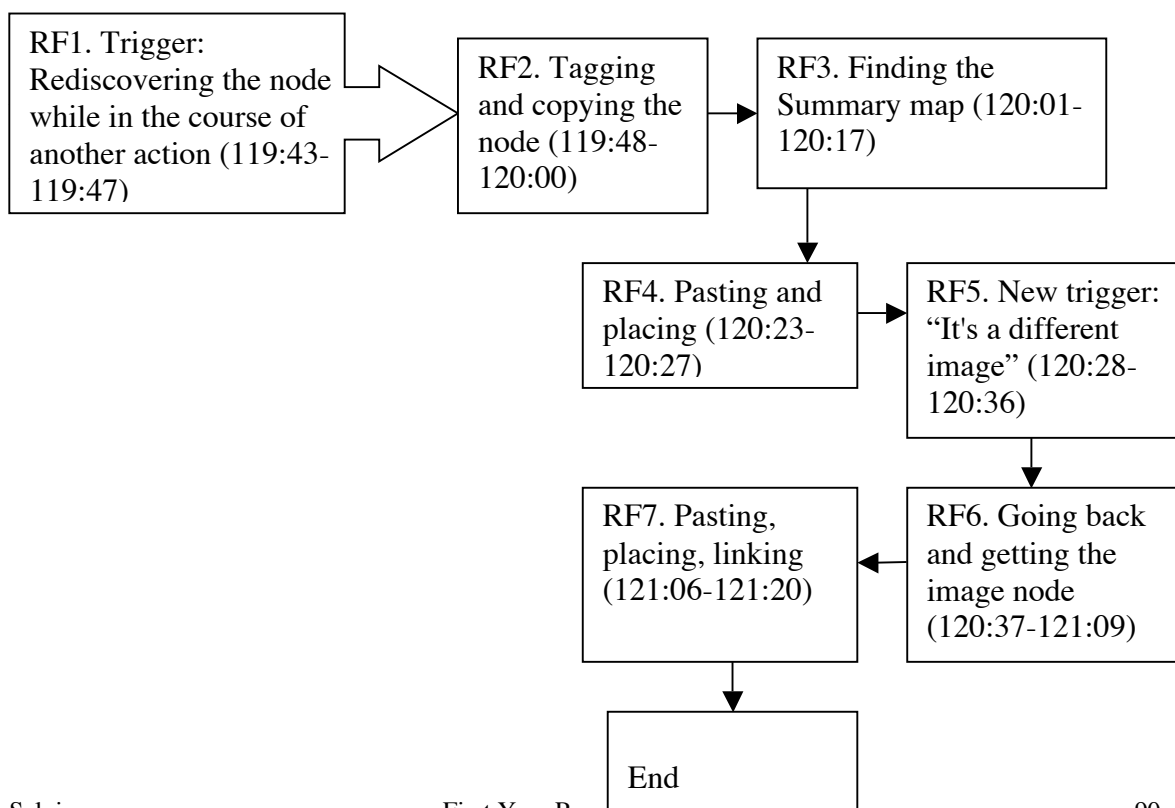 RF1. Trigger:
Rediscovering the node
while in the course of
another action (119:43-
119:47)
RF2. Tagging
and copying the
node (119:48-
120:00)
RF3. Finding the
Summary map (120:01-
120:17)
RF4. Pasting and
placing (120:23-
120:27)
RF5. New trigger:
“It's a different
image” (120:28-
120:36)
RF6. Going back
and getting the
image node
(120:37-121:09)
RF7. Pasting,
placing, linking
(121:06-121:20)
End